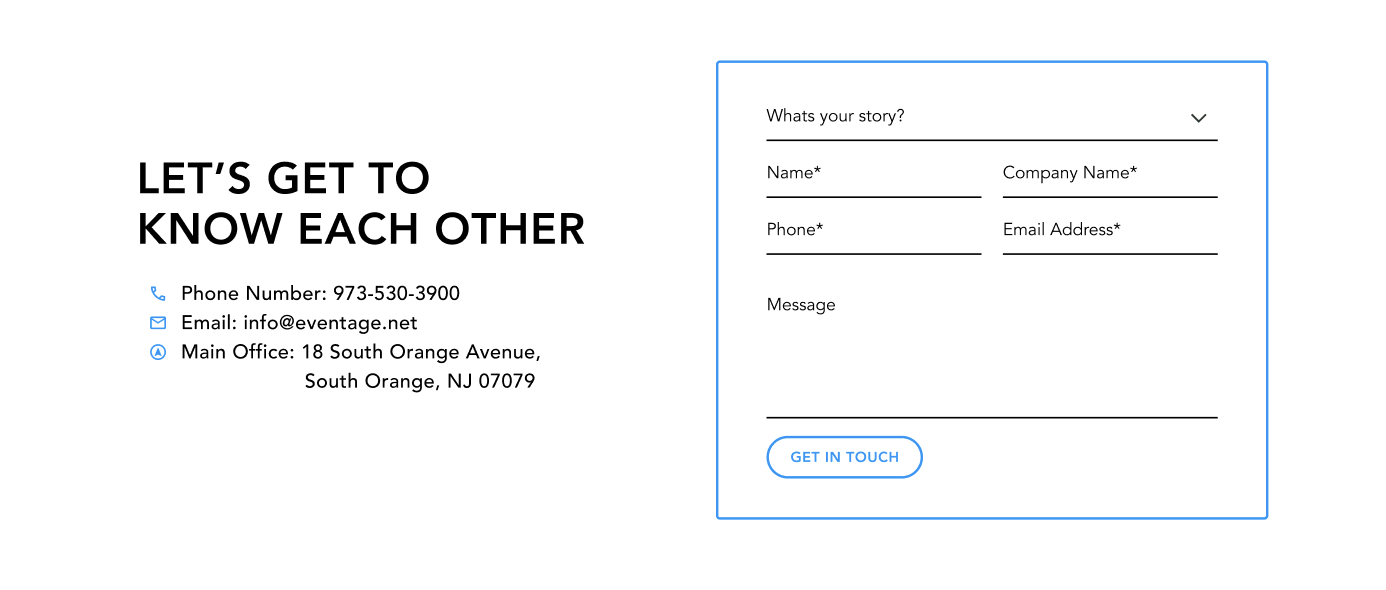 LET’S GET TO
KNOW EACH OTHER
Phone Number: 973-530-3900
Email: info@eventage.net
Main Office: 18 South Orange Avenue,
South Orange, NJ 07079
Whats your story?
Name* Company Name*
Phone* Email Address*
Message
GET IN TOUCH